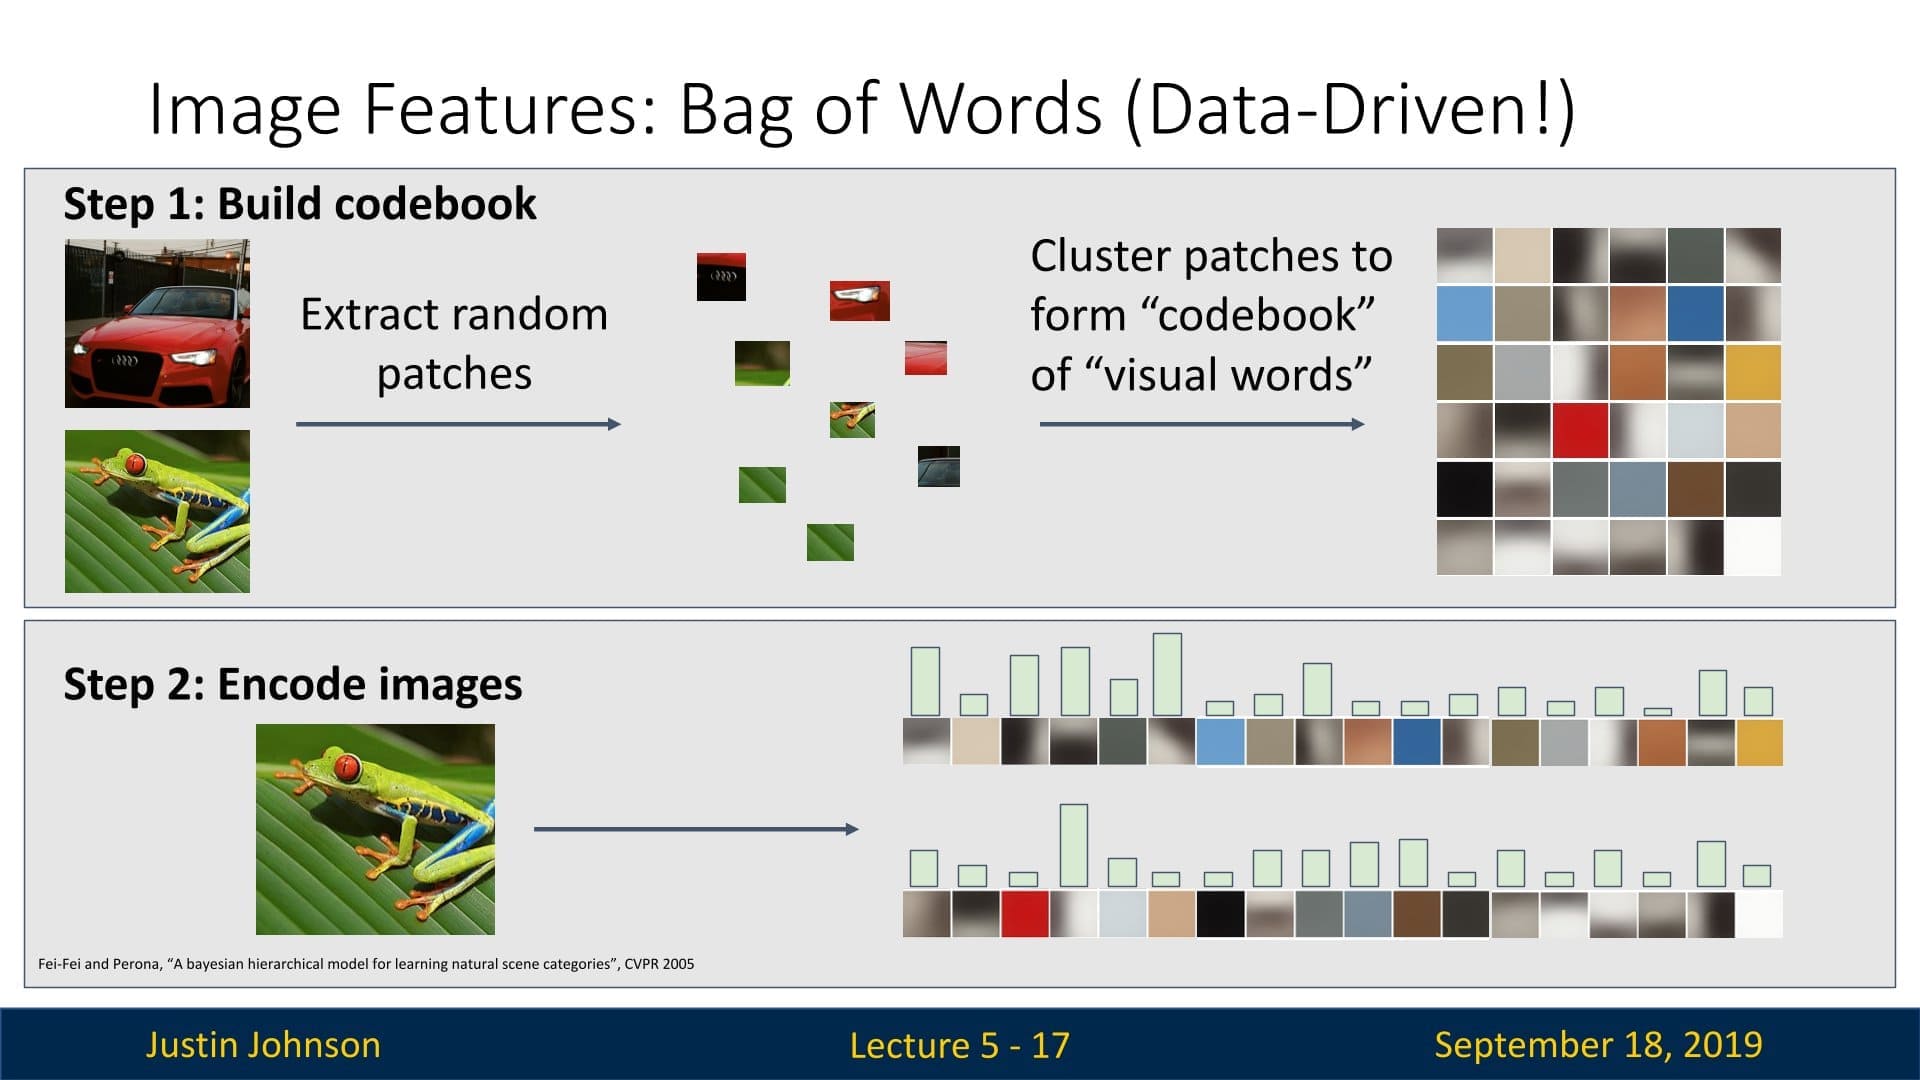 Image Features: Bag of Words (Data-Driven!)
Step 1: Build codebook
Extract random
patches
Cluster patches to
form “codebook”
of “visual words”
Step 2: Encode images
Fei-Fei and Perona, “A bayesian hierarchical model for learning natural scene categories”, CVPR 2005
Justin Johnson
Lecture 5 - 17
September 18, 2019